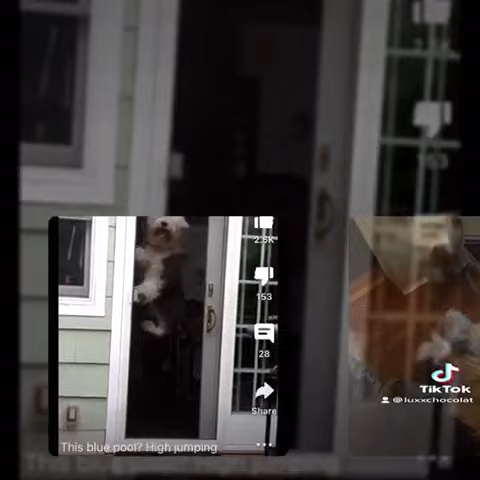 2.5K
153
28
Share
This blue pool? High jumping
TikTok
@luxxchocolat